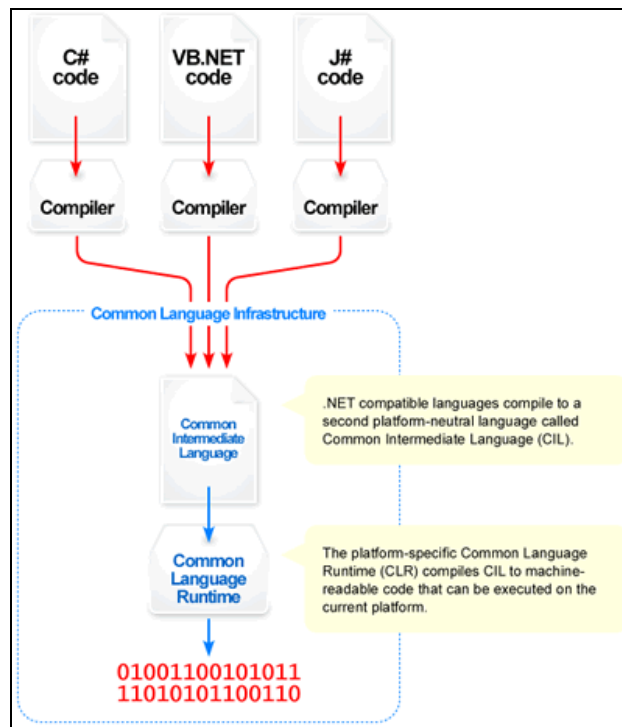 C#
code
VB.NET
code
J#
code
Compiler
Compiler
Compiler
Common Language Infrastructure
Common
Intermediate
Language
.NET compatible languages compile to a
second platform-neutral language called
Common Intermediate Language (CIL).
Common
Language
Runtime
The platform-specific Common Language
Runtime (CLR) compiles CIL to machine-
readable code that can be executed on the
current platform.
01001100101011
11010101100110